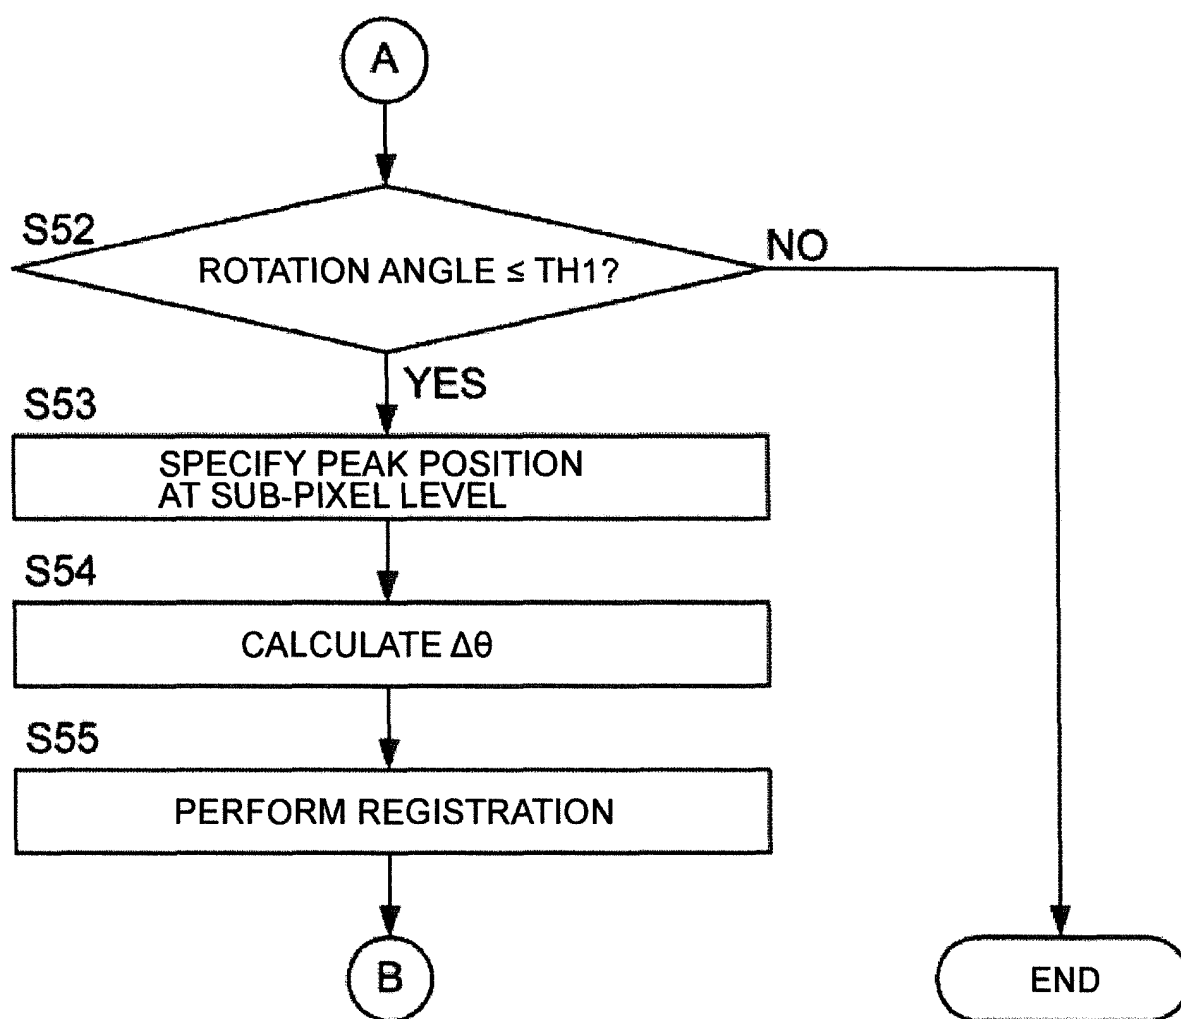 A
S52
ROTATION ANGLE ≤ TH1?
NO
YES
S53
SPECIFY PEAK POSITION
AT SUB-PIXEL LEVEL
S54
CALCULATE Δθ
S55
PERFORM REGISTRATION
B
END